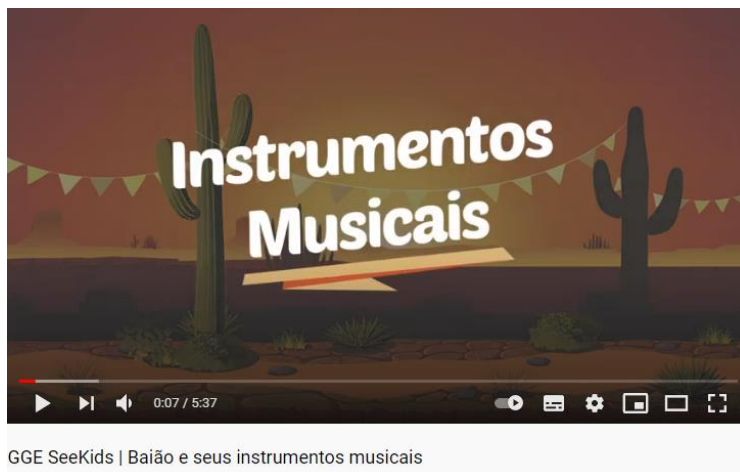 Instrumentos
Musicais
0:07 / 5:37
GGE SeeKids | Baião e seus instrumentos musicais